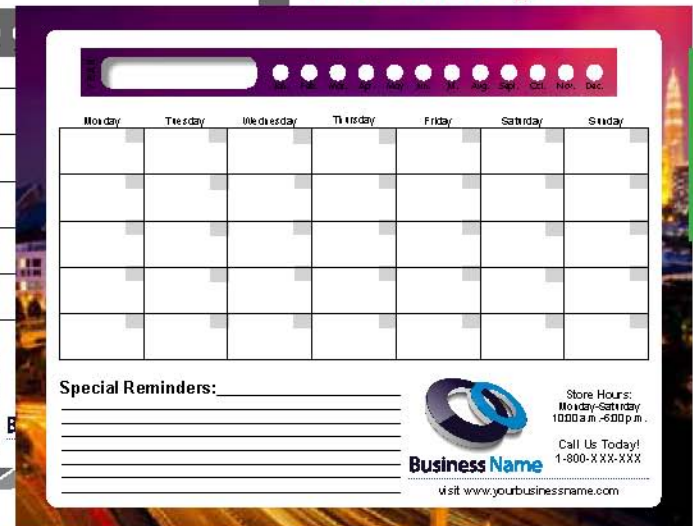 Jan. Feb. Mar. Apr. May Jun. Jul. Aug. Sept. Oct. Nov. Dec.
Monday Tuesday Wednesday Thursday Friday Saturday Sunday
Special Reminders:
Store Hours:
Monday-Saturday
10:00 a.m.-6:00 p.m.
Call Us Today!
1-800-XXX-XXX
Business Name
visit www.yourbusinessname.com